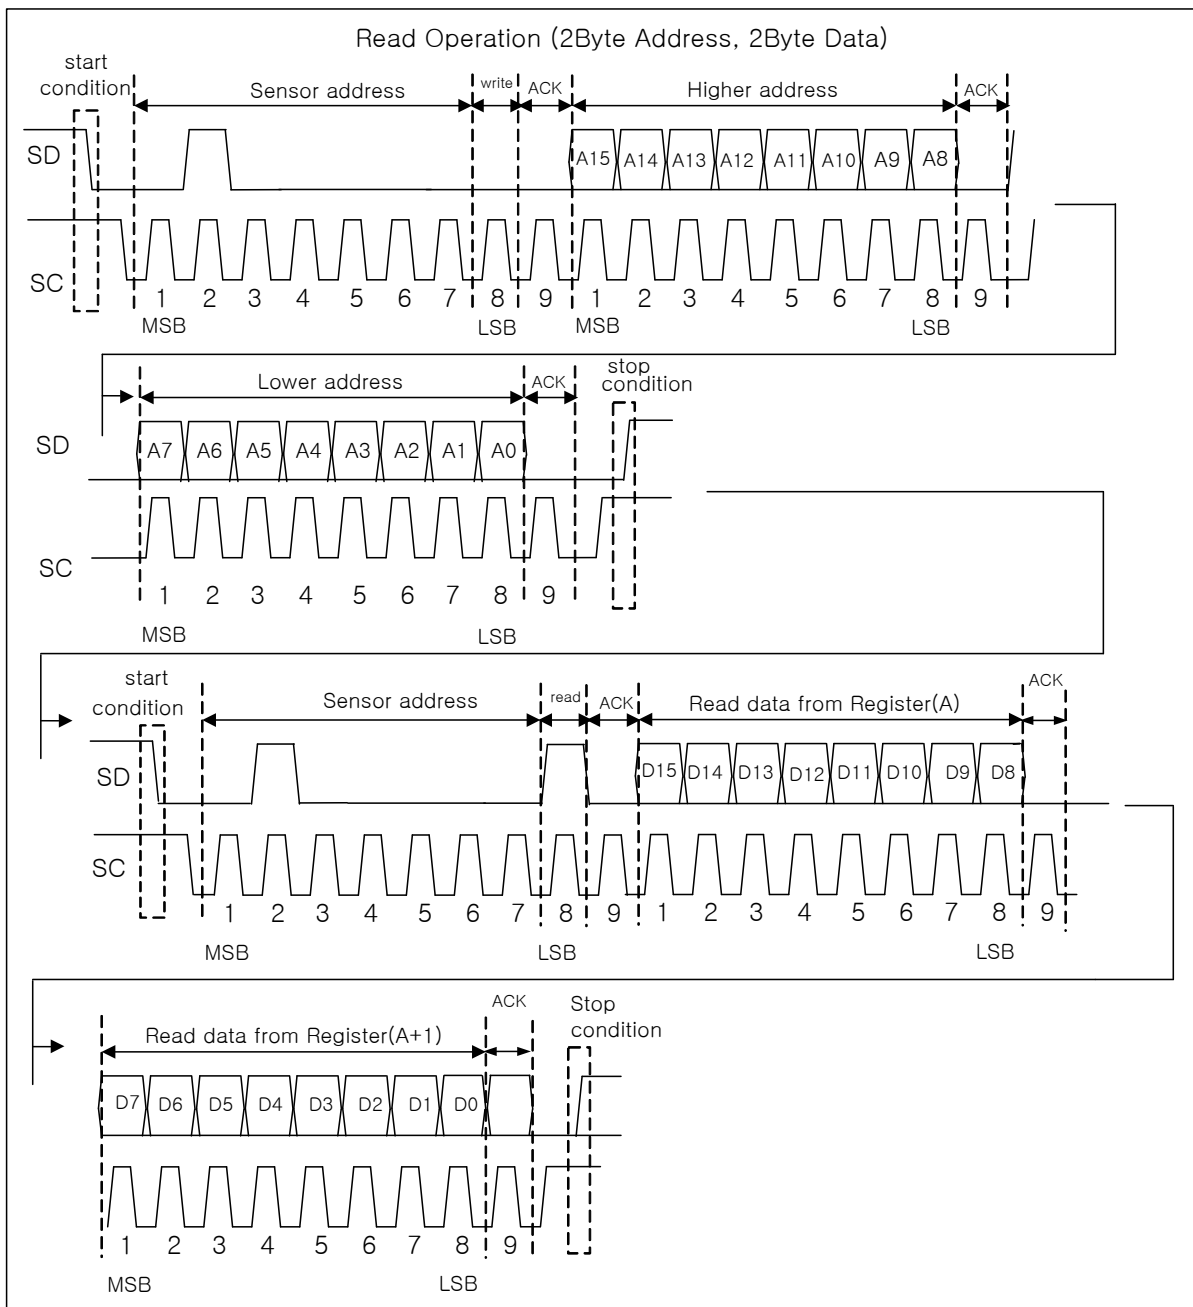 Read Operation (2Byte Address, 2Byte Data)
start
condition
Sensor address
write
ACK
Higher address
ACK
SD
A15 A14 A13 A12 A11 A10 A9 A8
SC
1 2 3 4 5 6 7 8 9 1 2 3 4 5 6 7 8 9
MSB LSB MSB LSB
Lower address
ACK
stop
condition
SD
A7 A6 A5 A4 A3 A2 A1 A0
SC
1 2 3 4 5 6 7 8 9
MSB LSB
start
condition
Sensor address
read
ACK
Read data from Register(A)
ACK
SD
D15 D14 D13 D12 D11 D10 D9 D8
SC
1 2 3 4 5 6 7 8 9 1 2 3 4 5 6 7 8 9
MSB LSB LSB
Read data from Register(A+1)
ACK
Stop
condition
D7 D6 D5 D4 D3 D2 D1 D0
1 2 3 4 5 6 7 8 9
MSB LSB